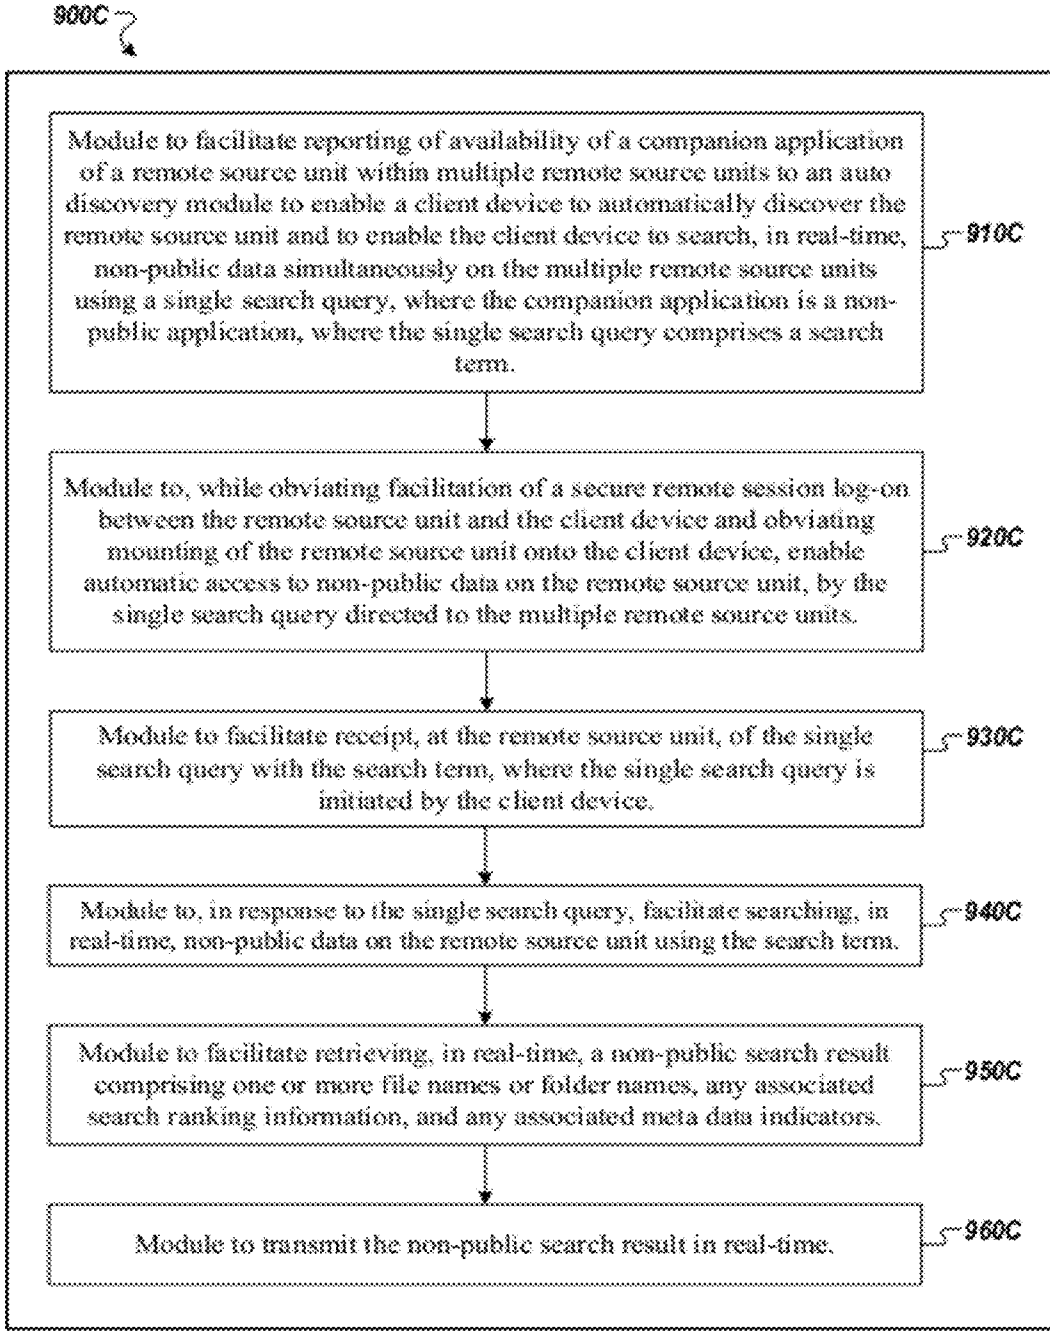 900C
Module to facilitate reporting of availability of a companion application
of a remote source unit within multiple remote source units to an auto
discovery module to enable a client device to automatically discover the
remote source unit and to enable the client device to search, in real-time,
non-public data simultaneously on the multiple remote source units
using a single search query, where the companion application is a non-
public application, where the single search query comprises a search
term.
910C
Module to, while obviating facilitation of a secure remote session log-on
between the remote source unit and the client device and obviating
mounting of the remote source unit onto the client device, enable
automatic access to non-public data on the remote source unit, by the
single search query directed to the multiple remote source units.
920C
Module to facilitate receipt, at the remote source unit, of the single
search query with the search term, where the single search query is
initiated by the client device.
930C
Module to, in response to the single search query, facilitate searching, in
real-time, non-public data on the remote source unit using the search term.
940C
Module to facilitate retrieving, in real-time, a non-public search result
comprising one or more file names or folder names, any associated
search ranking information, and any associated meta data indicators.
950C
Module to transmit the non-public search result in real-time.
960C